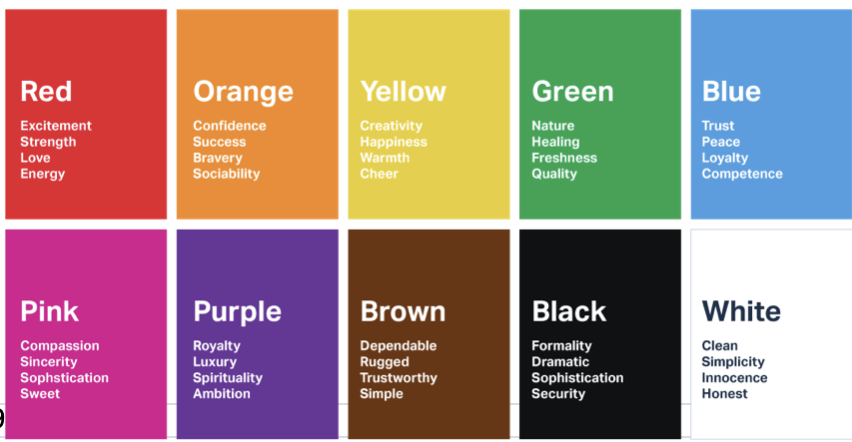 Red
Excitement
Strength
Love
Energy
Orange
Confidence
Success
Bravery
Sociability
Yellow
Creativity
Happiness
Warmth
Cheer
Green
Nature
Healing
Freshness
Quality
Blue
Trust
Peace
Loyalty
Competence
Pink
Compassion
Sincerity
Sophstication
Sweet
Purple
Royalty
Luxury
Spirituality
Ambition
Brown
Dependable
Rugged
Trustworthy
Simple
Black
Formality
Dramatic
Sophistication
Security
White
Clean
Simplicity
Innocence
Honest